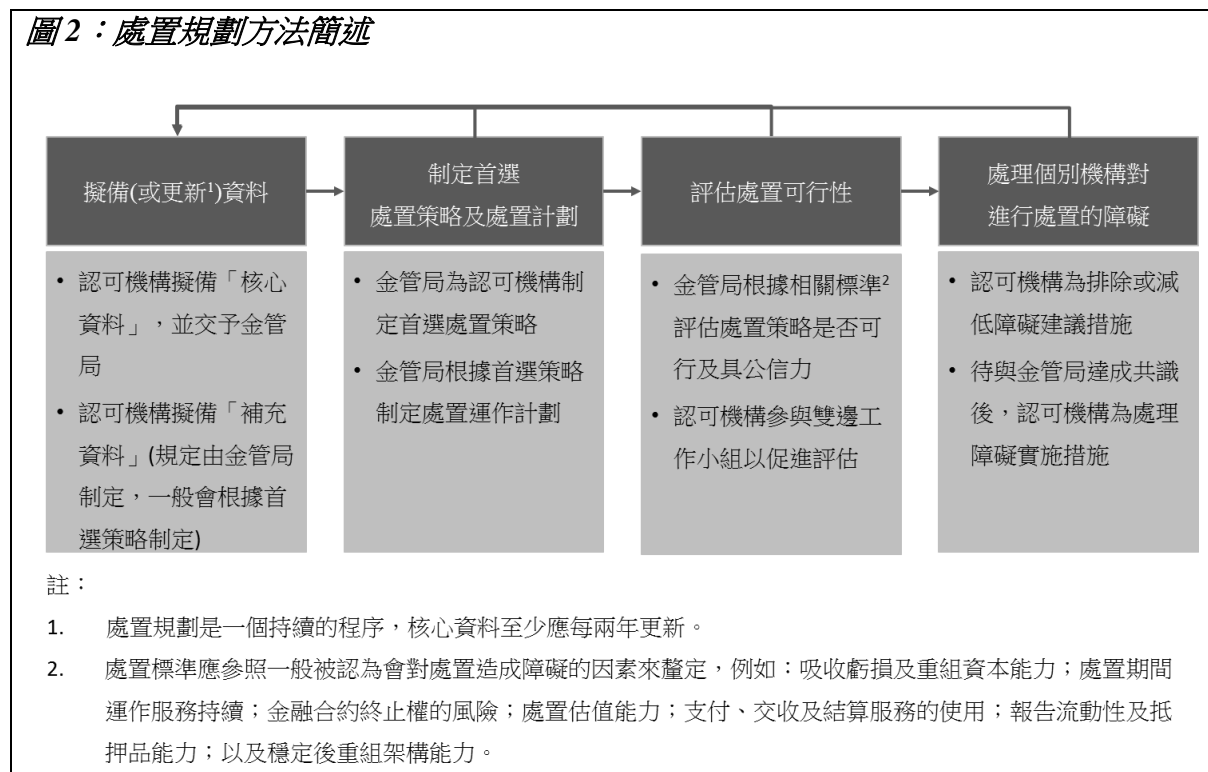 圖 2：處置規劃方法簡述
擬備(或更新¹)資料
制定首選
處置策略及處置計劃
評估處置可行性
處理個別機構對
進行處置的障礙
• 認可機構擬備「核心
資料」，並交予金管
局
• 認可機構擬備「補充
資料」(規定由金管局
制定，一般會根據首
選策略制定)
• 金管局為認可機構制
定首選處置策略
• 金管局根據首選策略
制定處置運作計劃
• 金管局根據相關標準²
評估處置策略是否可
行及具公信力
• 認可機構參與雙邊工
作小組以促進評估
• 認可機構為排除或減
低障礙建議措施
• 待與金管局達成共識
後，認可機構為處理
障礙實施措施
註：
1. 處置規劃是一個持續的程序，核心資料至少應每兩年更新。
2. 處置標準應參照一般被認為會對處置造成障礙的因素來釐定，例如：吸收虧損及重組資本能力；處置期間
運作服務持續；金融合約終止權的風險；處置估值能力；支付、交收及結算服務的使用；報告流動性及抵
押品能力；以及穩定後重組架構能力。